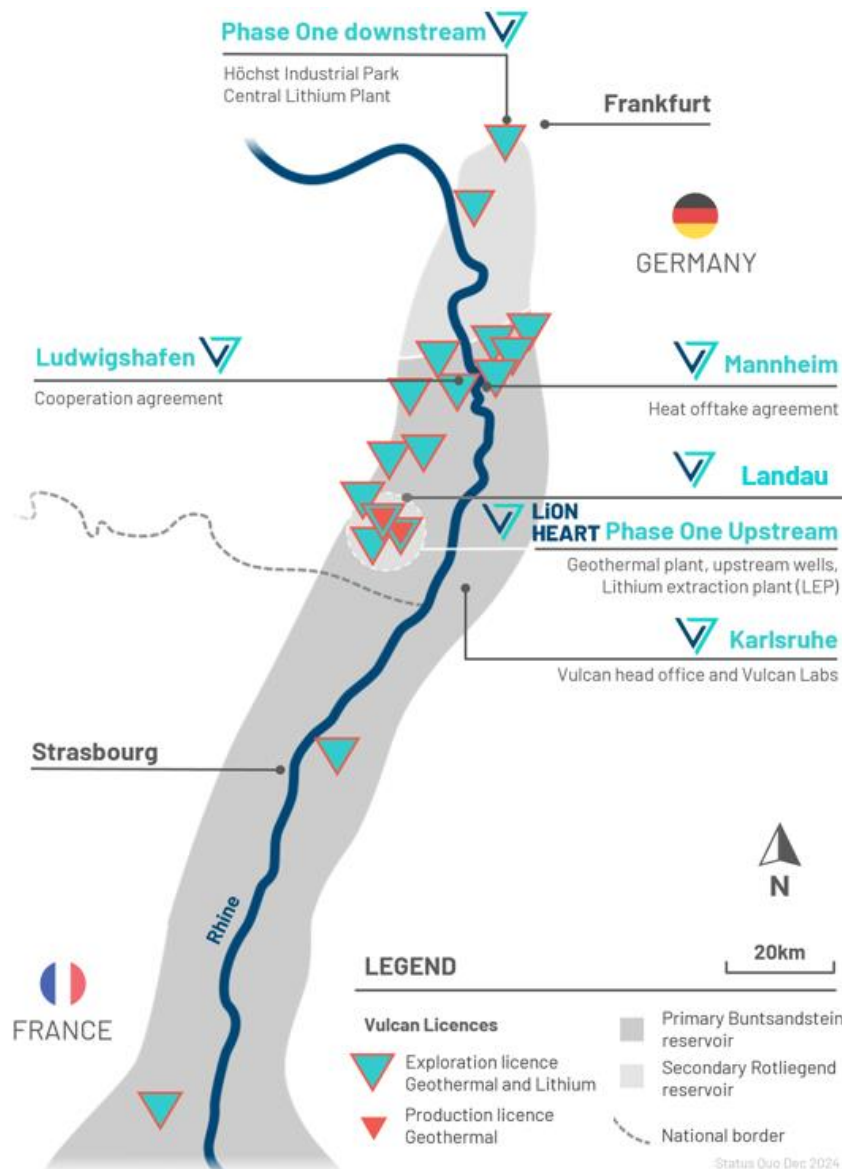 Phase One downstream
Höchst Industrial Park
Central Lithium Plant
Frankfurt
GERMANY
Ludwigshafen
Cooperation agreement
Mannheim
Heat offtake agreement
Landau
LiON
HEART
Phase One Upstream
Geothermal plant, upstream wells,
Lithium extraction plant (LEP)
Karlsruhe
Vulcan head office and Vulcan Labs
Strasbourg
Rhine
N
20km
FRANCE
LEGEND
Vulcan Licences
Exploration licence
Geothermal and Lithium
Production licence
Geothermal
Primary Buntsandstein
reservoir
Secondary Rotliegend
reservoir
National border
Status Quo Dec 2024